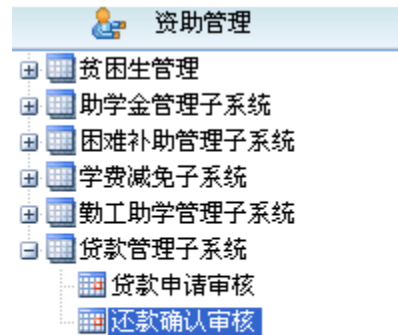 资助管理
贫困生管理
助学金管理子系统
困难补助管理子系统
学费减免子系统
勤工助学管理子系统
贷款管理子系统
贷款申请审核
还款确认审核